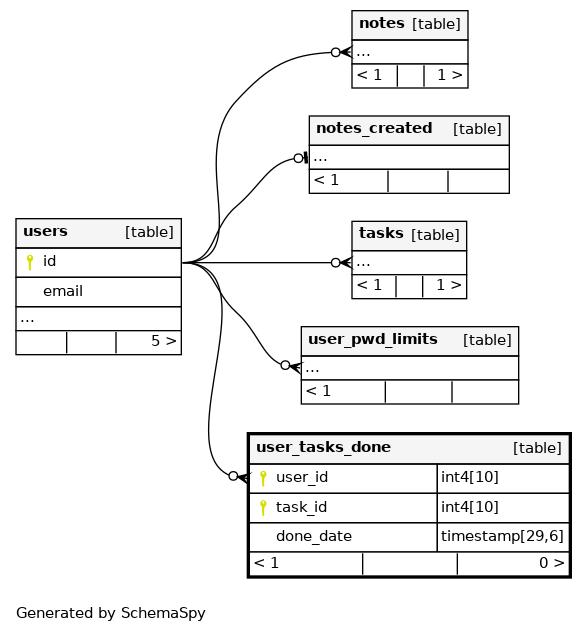 notes [table]
...
< 1 1 >
notes_created [table]
...
< 1
users [table]
id
email
...
5 >
tasks [table]
...
< 1 1 >
user_pwd_limits [table]
...
< 1
user_tasks_done [table]
user_id int4[10]
task_id int4[10]
done_date timestamp[29,6]
< 1 0 >
Generated by SchemaSpy